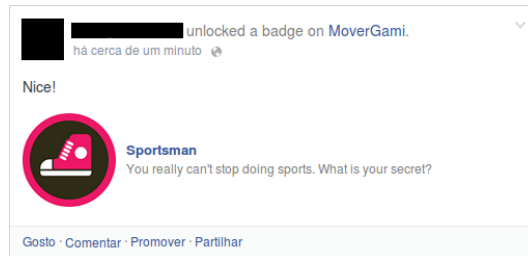 unlocked a badge on MoverGami.
há cerca de um minuto
Nice!
Sportsman
You really can't stop doing sports. What is your secret?
Gosto · Comentar · Promover · Partilhar